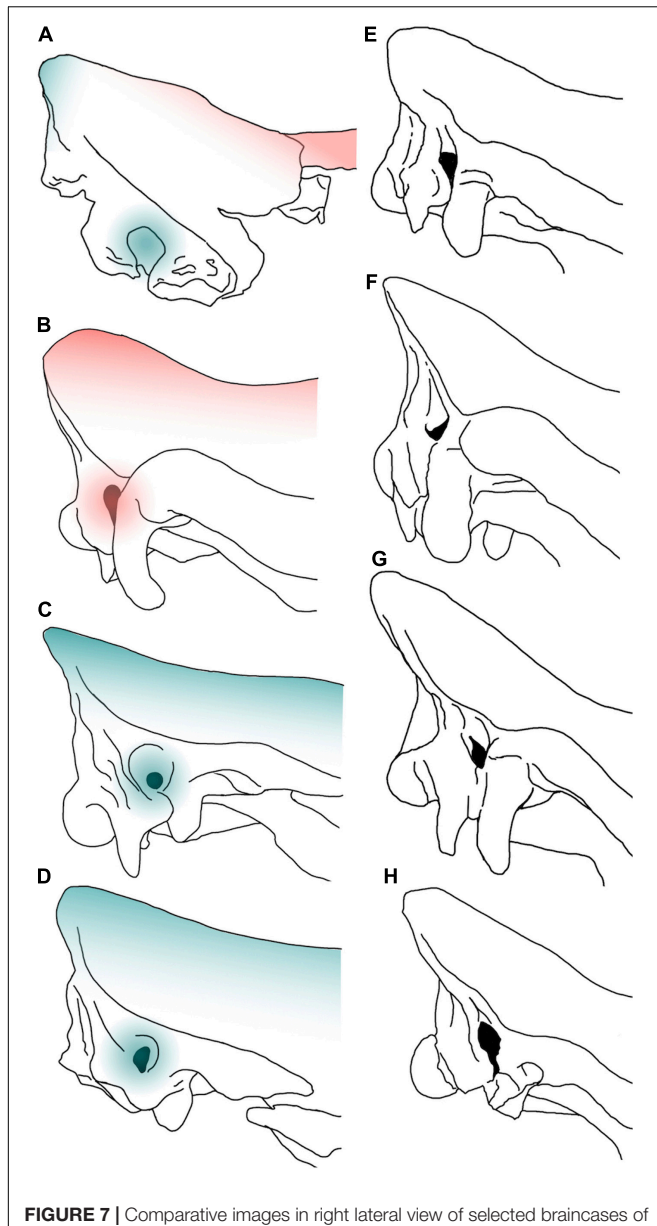 A
E
B
F
C
G
D
H
FIGURE 7 | Comparative images in right lateral view of selected braincases of